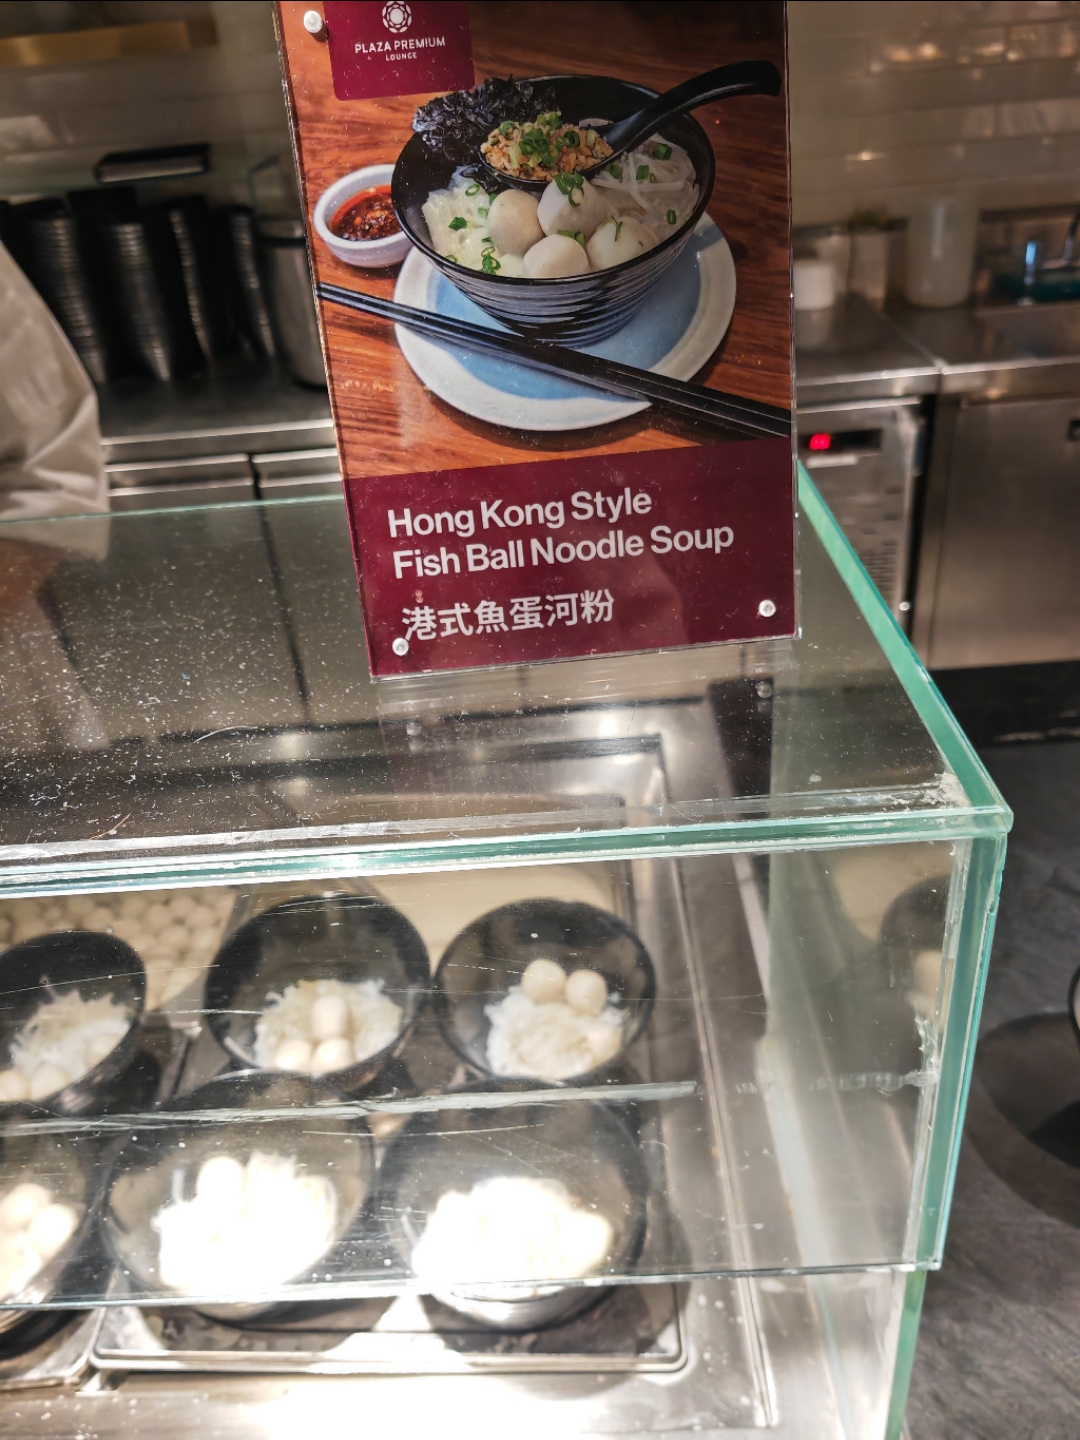 PLAZA PREMIUM
LOUNGE
Hong Kong Style
Fish Ball Noodle Soup
港式魚蛋河粉